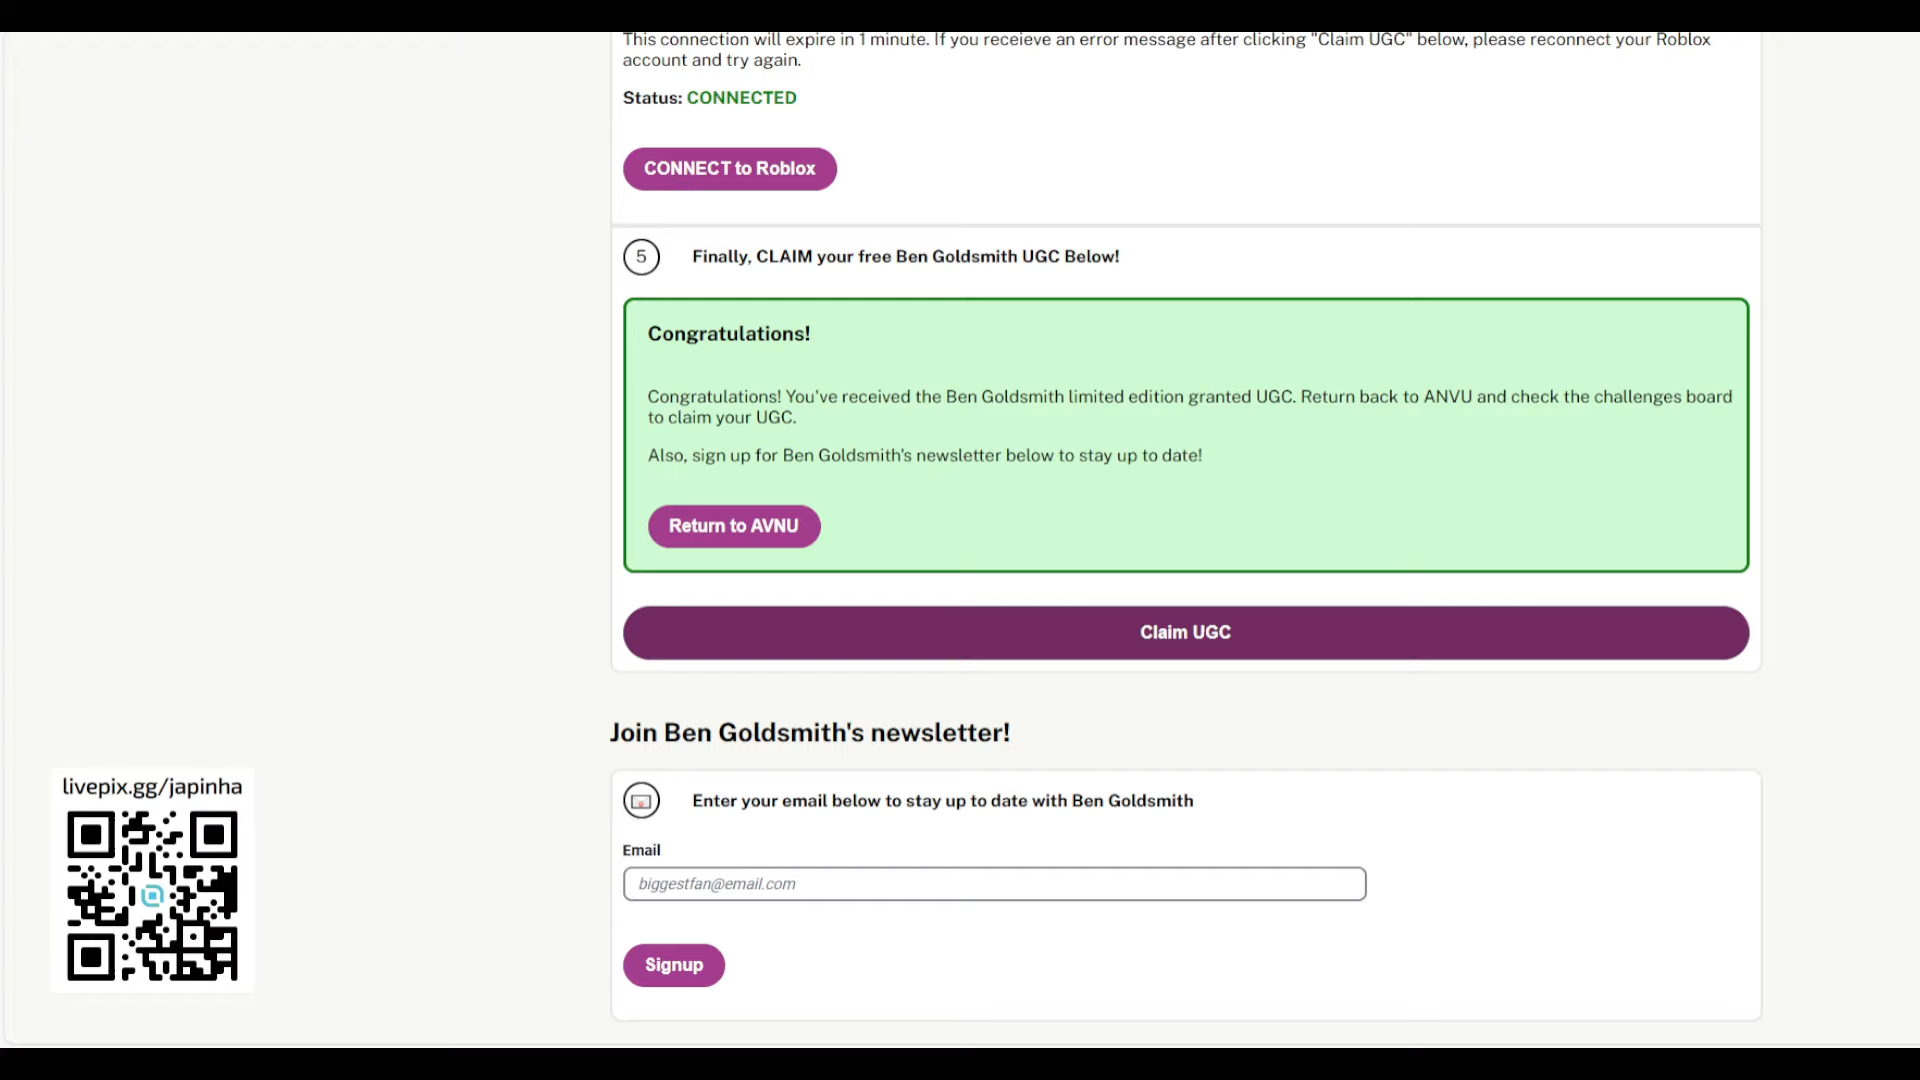 This connection will expire in 1 minute. If you receieve an error message after clicking "Claim UGC" below, please reconnect your Roblox
account and try again.
Status: CONNECTED
CONNECT to Roblox
5
Finally, CLAIM your free Ben Goldsmith UGC Below!
Congratulations!
Congratulations! You've received the Ben Goldsmith limited edition granted UGC. Return back to ANVU and check the challenges board
to claim your UGC.
Also, sign up for Ben Goldsmith's newsletter below to stay up to date!
Return to AVNU
Claim UGC
Join Ben Goldsmith's newsletter!
livepix.gg/japinha
Enter your email below to stay up to date with Ben Goldsmith
Email
biggestfan@email.com
Signup